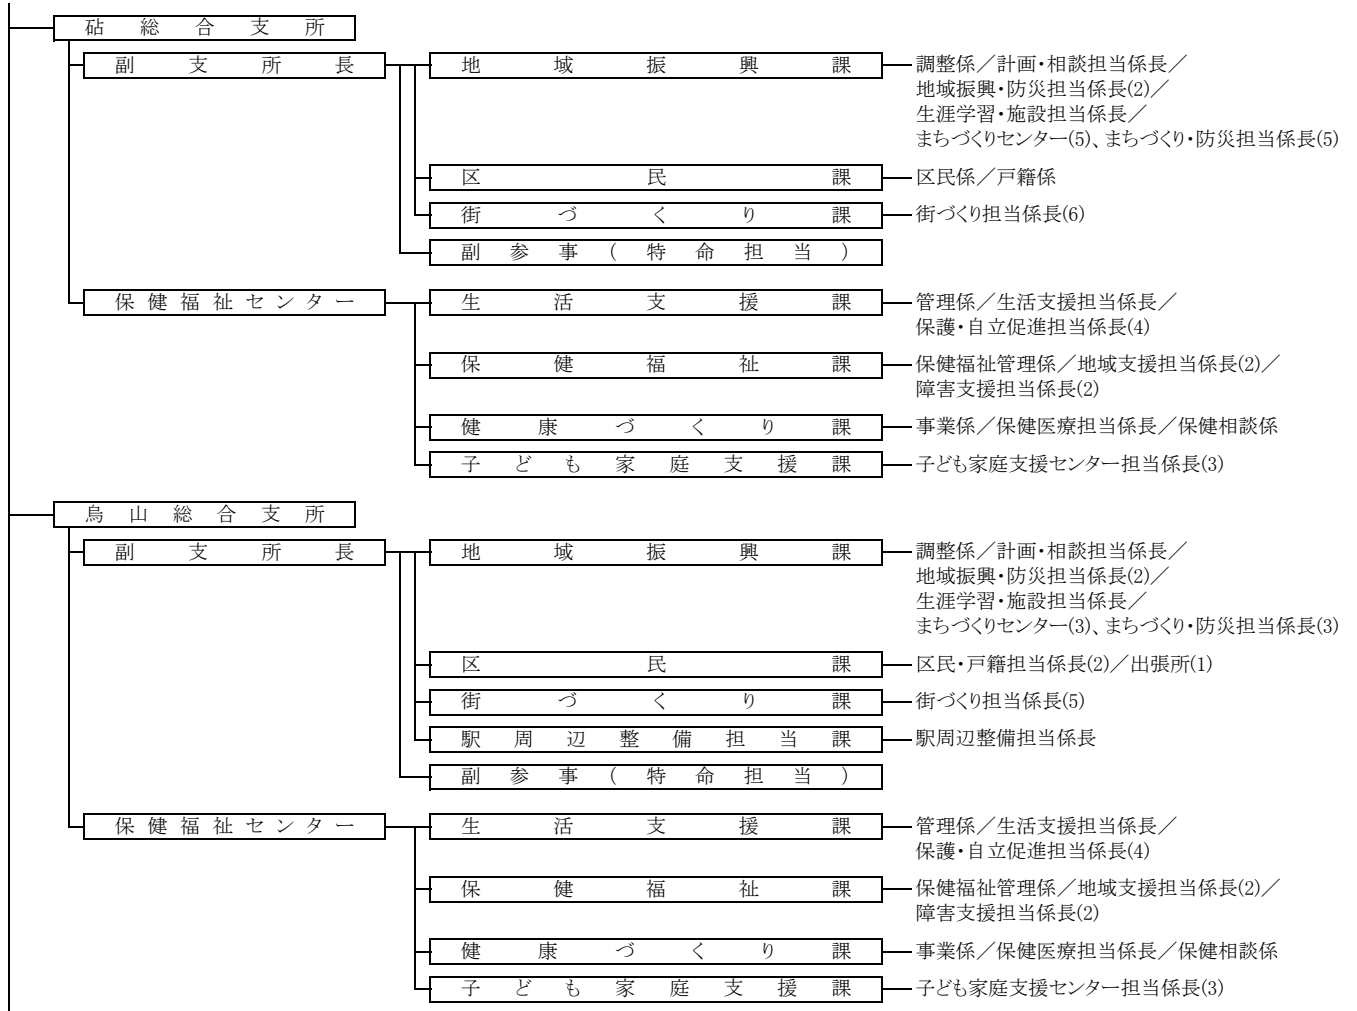 砧総合支所
副支所長
地域振興課
調整係／計画・相談担当係長／
地域振興・防災担当係長(2)／
生涯学習・施設担当係長／
まちづくりセンター(5)、まちづくり・防災担当係長(5)
区民課
区民係／戸籍係
街づくり課
街づくり担当係長(6)
副参事(特命担当)
保健福祉センター
生活支援課
管理係／生活支援担当係長／
保護・自立促進担当係長(4)
保健福祉課
保健福祉管理係／地域支援担当係長(2)／
障害支援担当係長(2)
健康づくり課
事業係／保健医療担当係長／保健相談係
子ども家庭支援課
子ども家庭支援センター担当係長(3)
烏山総合支所
副支所長
地域振興課
調整係／計画・相談担当係長／
地域振興・防災担当係長(2)／
生涯学習・施設担当係長／
まちづくりセンター(3)、まちづくり・防災担当係長(3)
区民課
区民・戸籍担当係長(2)／出張所(1)
街づくり課
街づくり担当係長(5)
駅周辺整備担当課
駅周辺整備担当係長
副参事(特命担当)
保健福祉センター
生活支援課
管理係／生活支援担当係長／
保護・自立促進担当係長(4)
保健福祉課
保健福祉管理係／地域支援担当係長(2)／
障害支援担当係長(2)
健康づくり課
事業係／保健医療担当係長／保健相談係
子ども家庭支援課
子ども家庭支援センター担当係長(3)